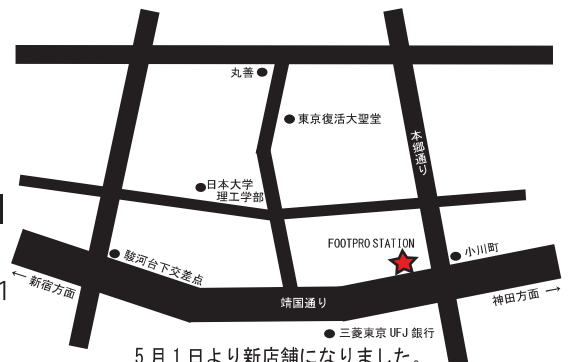 丸善
東京復活大聖堂
本郷通り
日本大学
理工学部
FOOTPRO STATION
小川町
駿河台下交差点
← 新宿方面
1
靖国通り
神田方面 →
三菱東京 UFJ 銀行
5月1日より新店舗になりました。